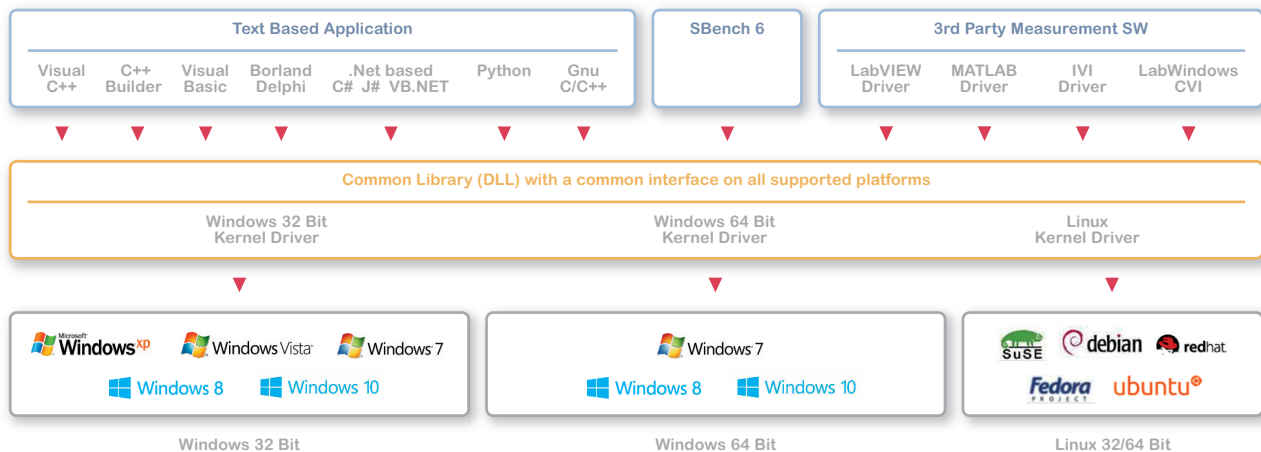 Text Based Application
Visual C++
C++ Builder
Visual Basic
Borland Delphi
.Net based C# J# VB.NET
Python
Gnu C/C++
SBench 6
3rd Party Measurement SW
LabVIEW Driver
MATLAB Driver
IVI Driver
LabWindows CVI
Common Library (DLL) with a common interface on all supported platforms
Windows 32 Bit
Kernel Driver
Windows 64 Bit
Kernel Driver
Linux
Kernel Driver
Microsoft
Windows xp
Windows Vista
Windows 7
Windows 8
Windows 10
Windows 7
Windows 8
Windows 10
SuSE
debian
redhat
Fedora
PROJECT
ubuntu
Windows 32 Bit
Windows 64 Bit
Linux 32/64 Bit